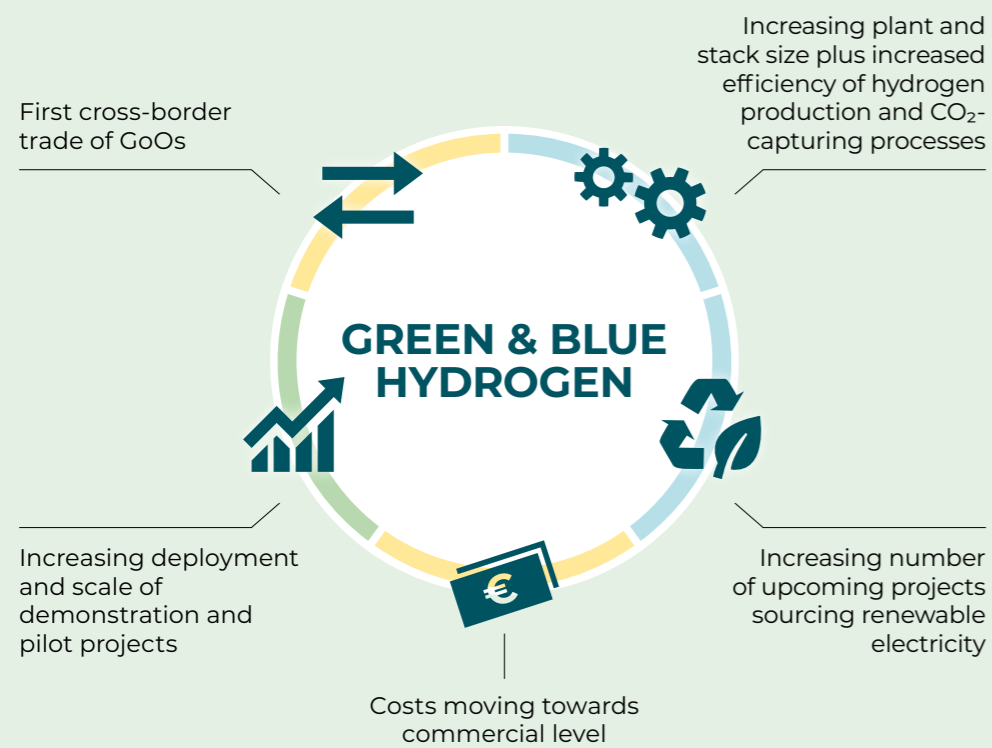 Increasing plant and
stack size plus increased
efficiency of hydrogen
production and CO₂-
capturing processes
First cross-border
trade of GoOs
GREEN & BLUE
HYDROGEN
€
Increasing deployment
and scale of
demonstration and
pilot projects
Increasing number
of upcoming projects
sourcing renewable
electricity
Costs moving towards
commercial level